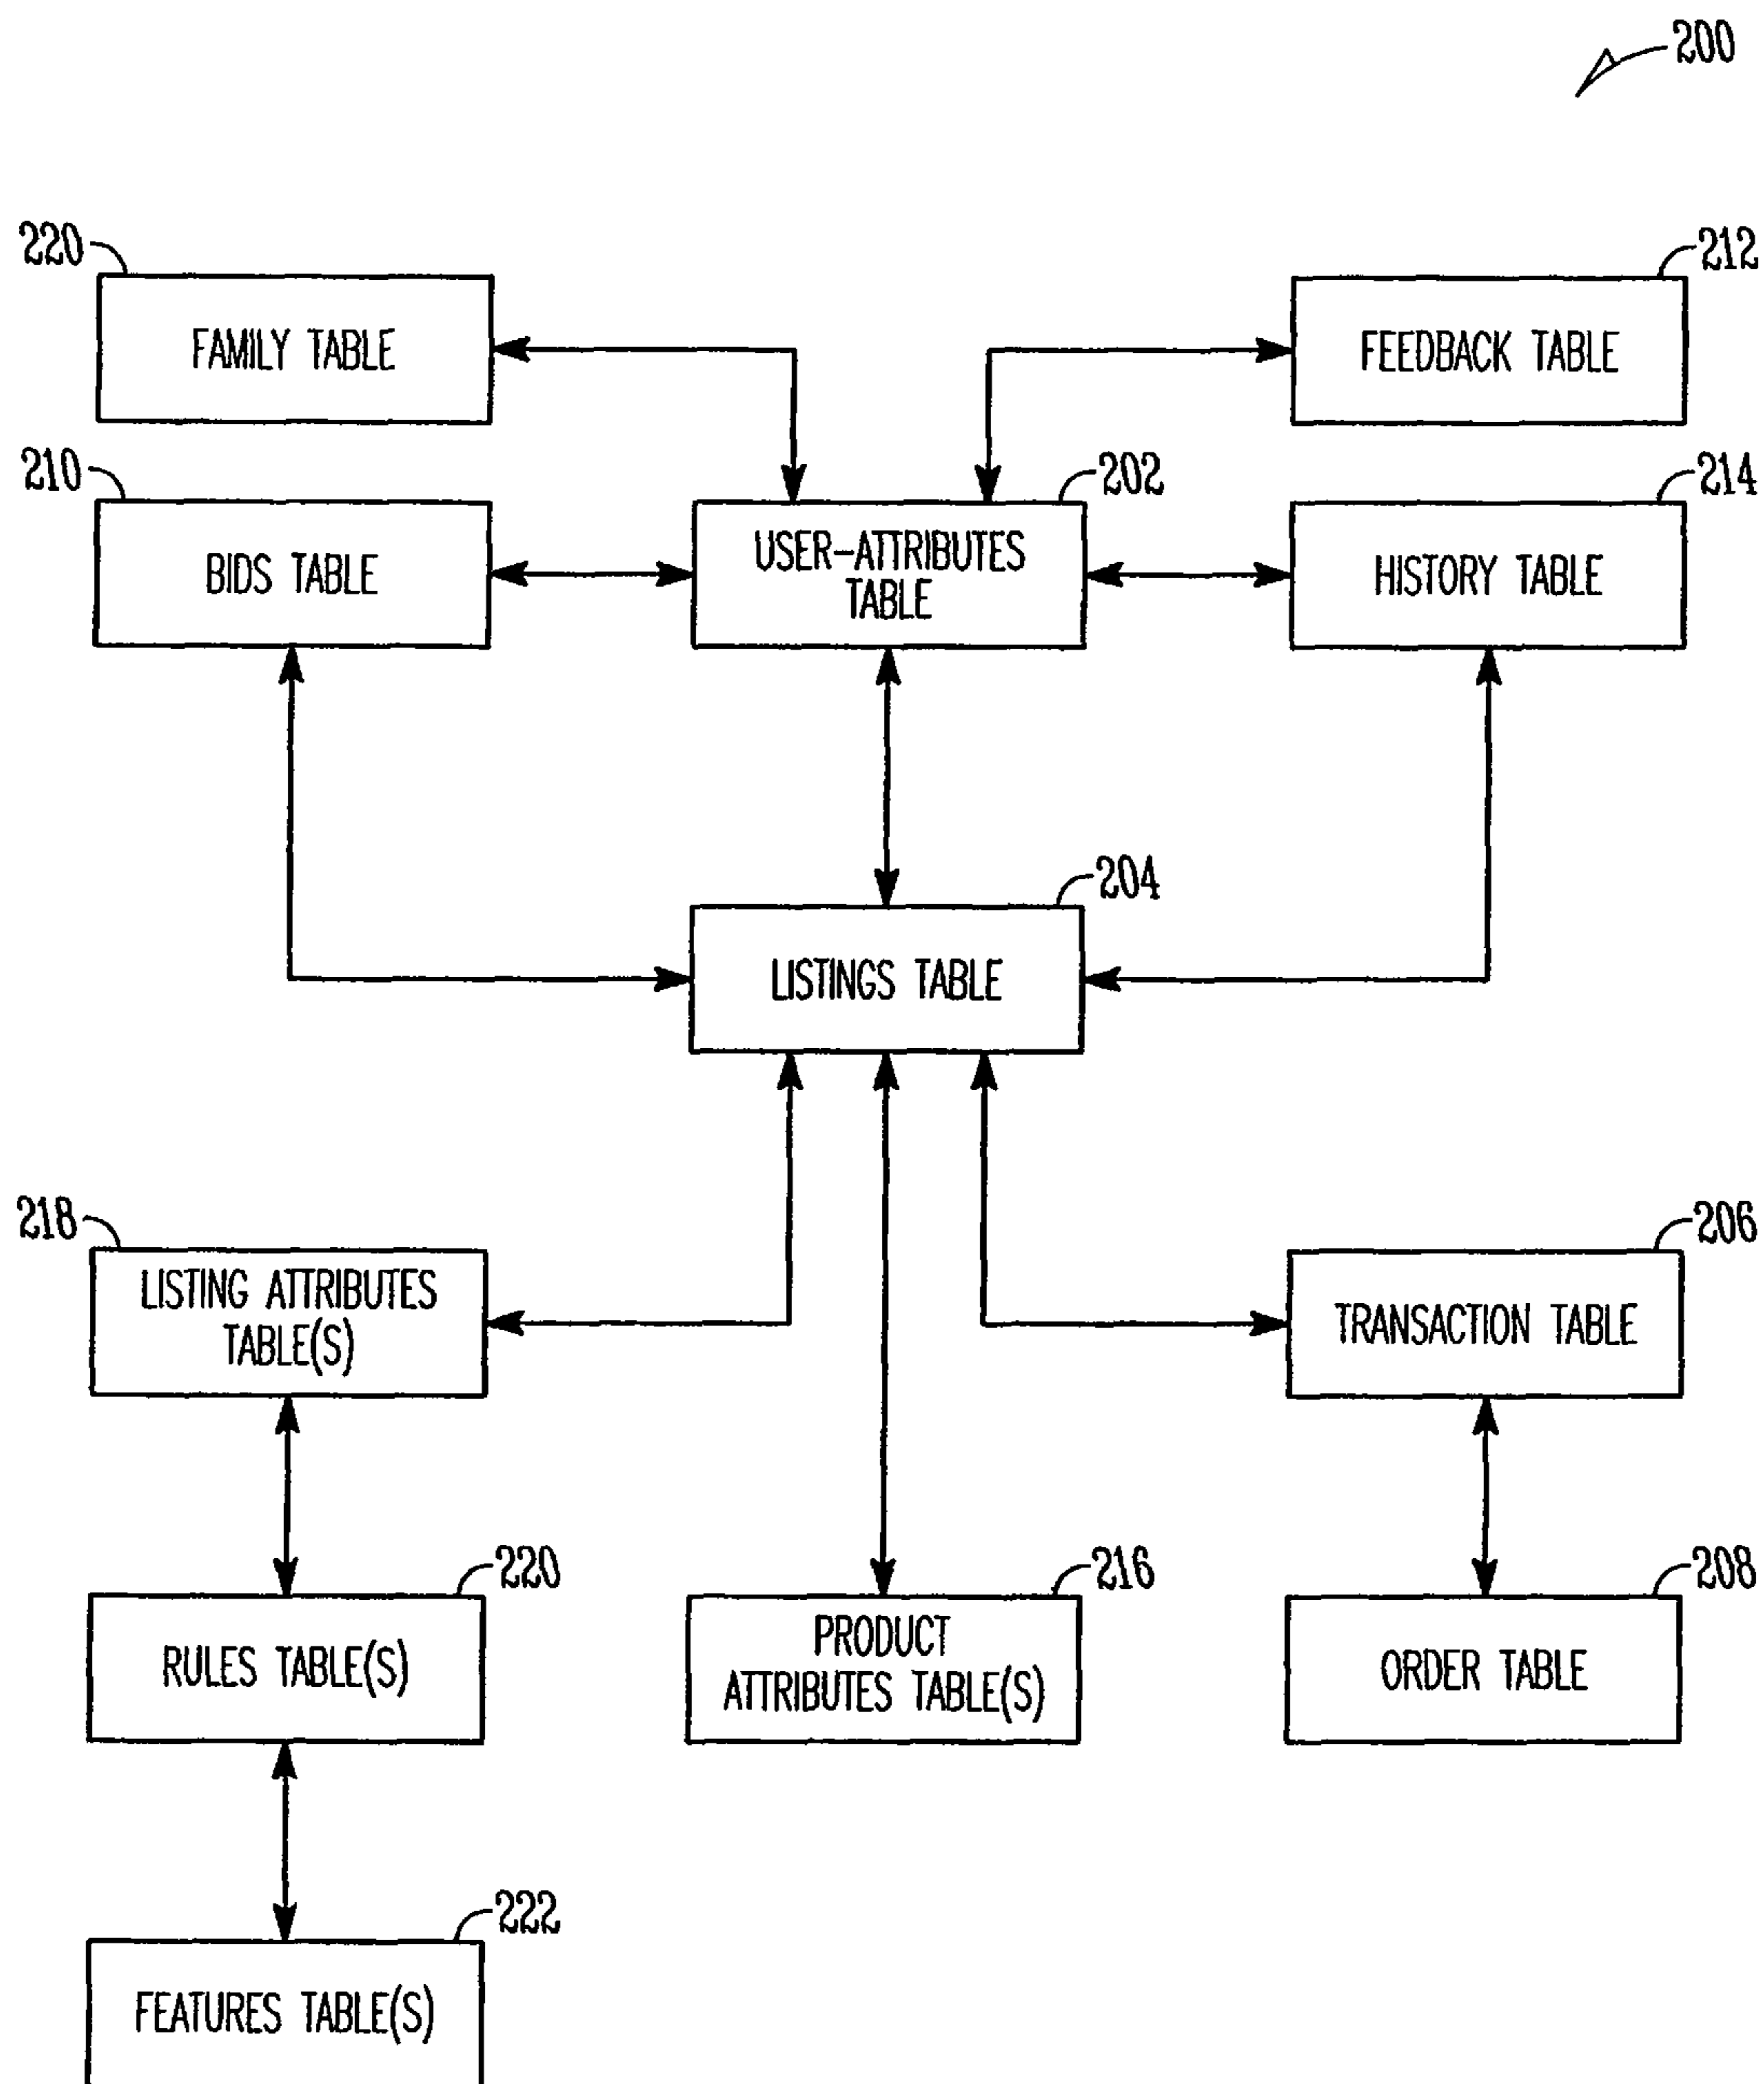 200
220
FAMILY TABLE
212
FEEDBACK TABLE
210
BIDS TABLE
202
USER-ATTRIBUTES
TABLE
214
HISTORY TABLE
204
LISTINGS TABLE
218
LISTING ATTRIBUTES
TABLE(S)
206
TRANSACTION TABLE
220
RULES TABLE(S)
216
PRODUCT
ATTRIBUTES TABLE(S)
208
ORDER TABLE
222
FEATURES TABLE(S)